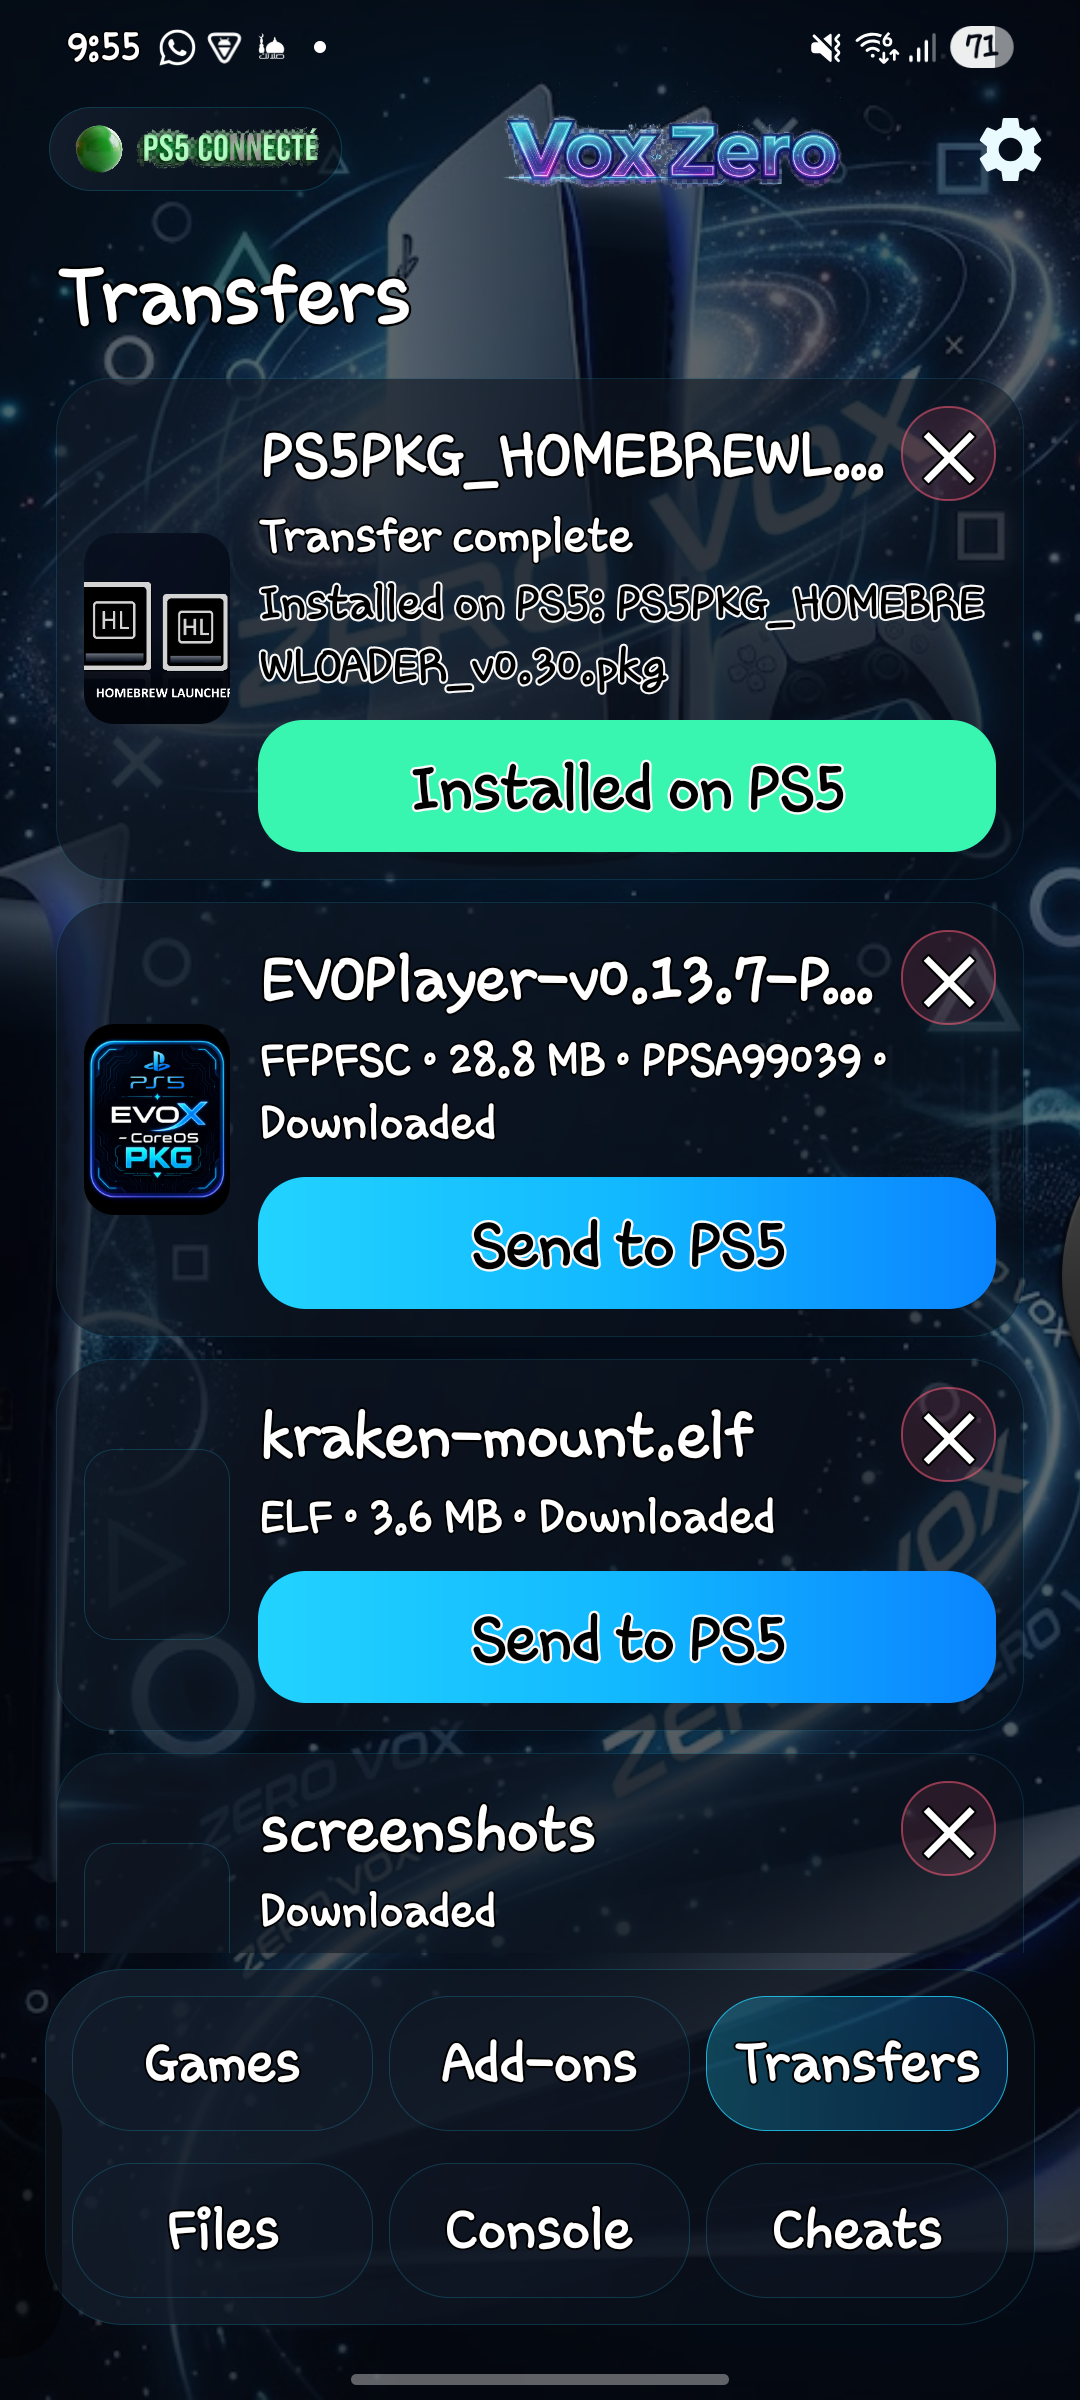 9:55
71
PS5 CONNECTÉ
Vox Zero
Transfers
PS5PKG_HOMEBREWL...
Transfer complete
Installed on PS5: PS5PKG_HOMEBRE
WLOADER_v0.30.pkg
HL HL
HOMEBREW LAUNCHER
Installed on PS5
EVOPlayer-v0.13.7-P...
FFPFSC • 28.8 MB • PPSA99039 •
Downloaded
PS5
EVOX
-CoreOS
PKG
Send to PS5
kraken-mount.elf
ELF • 3.6 MB • Downloaded
Send to PS5
ZERO VOX
screenshots
Downloaded
Games
Add-ons
Transfers
Files
Console
Cheats